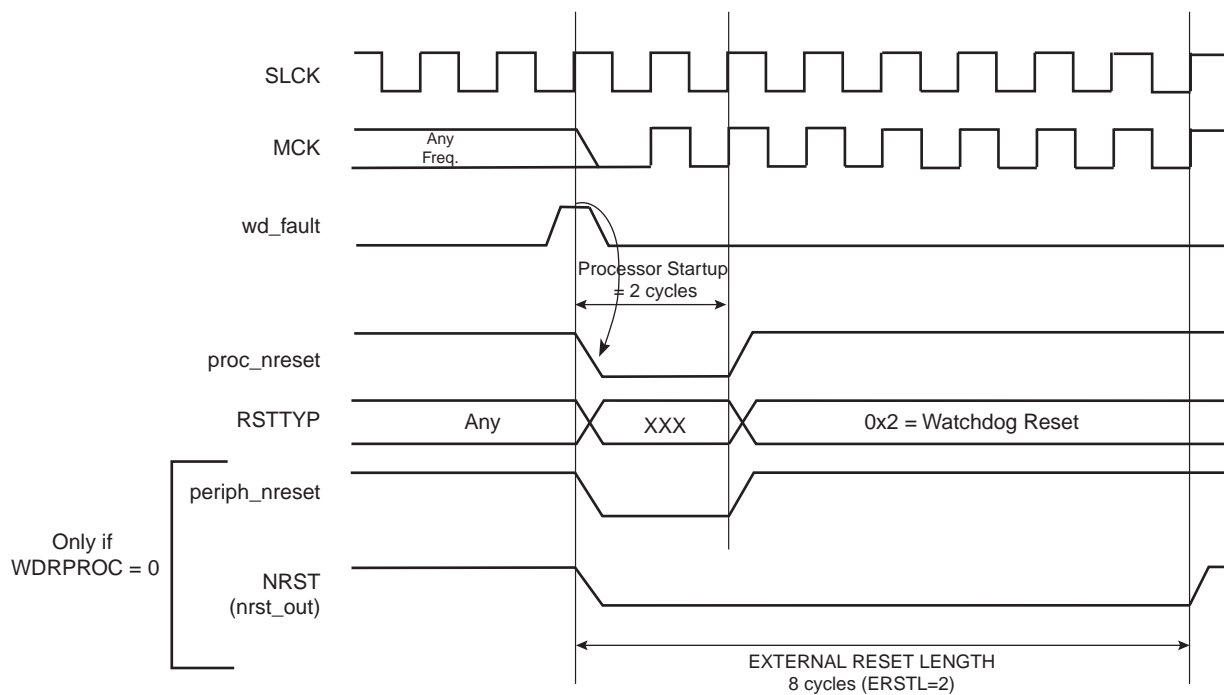 SLCK
MCK
Any
Freq.
wd_fault
Processor Startup
= 2 cycles
proc_nreset
RSTTYP
Any
XXX
0x2 = Watchdog Reset
periph_nreset
Only if
WDRPROC = 0
NRST
(nrst_out)
EXTERNAL RESET LENGTH
8 cycles (ERSTL=2)